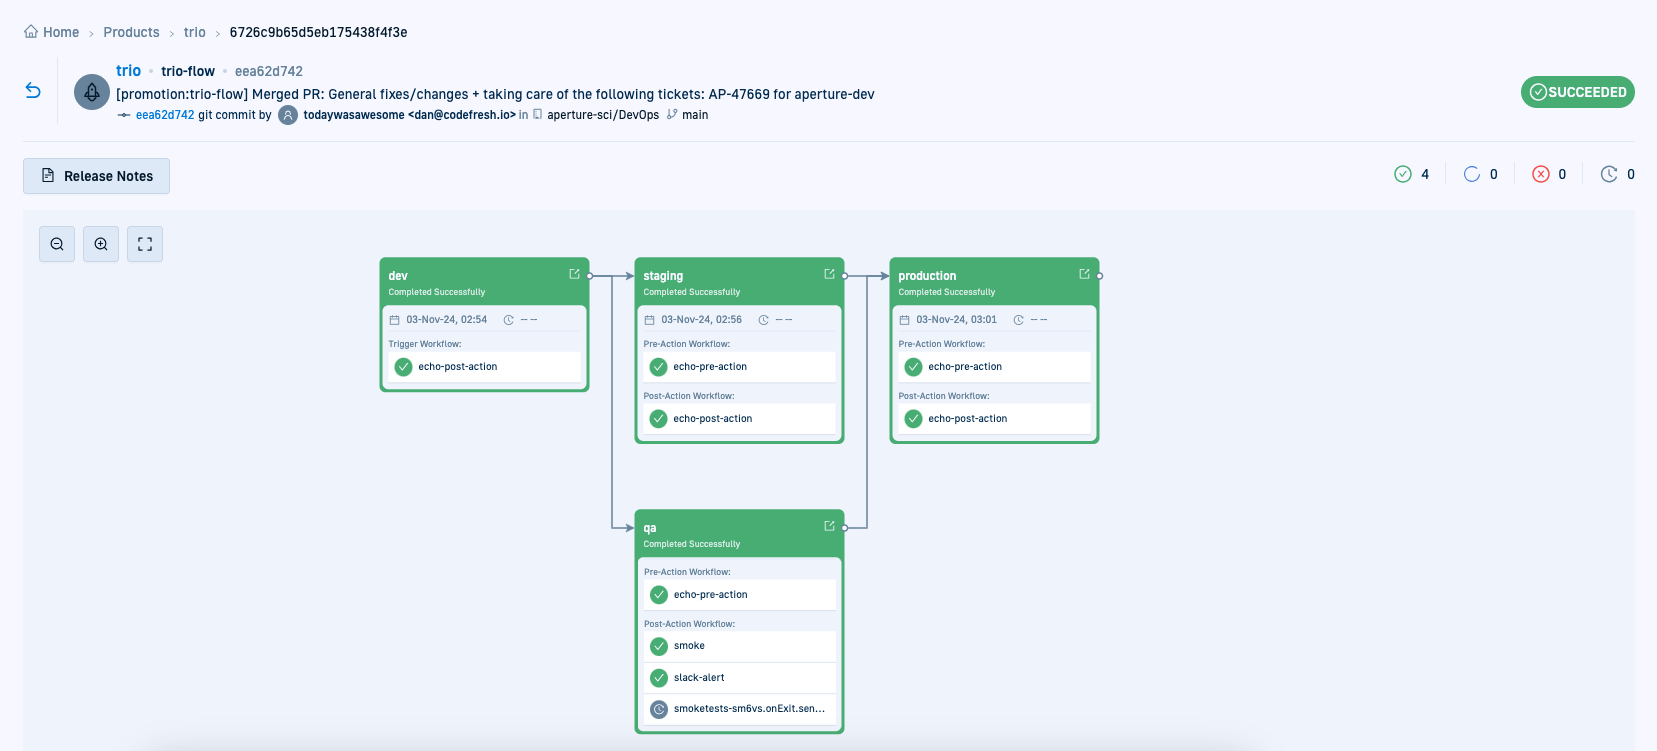 Home > Products > trio > 6726c9b65d5eb175438f4f3e
trio • trio-flow • eea62d742
[promotion:trio-flow] Merged PR: General fixes/changes + taking care of the following tickets: AP-47669 for aperture-dev
eea62d742 git commit by todaywasawesome <dan@codefresh.io> in aperture-sci/DevOps main
SUCCEEDED
Release Notes
4 0 0 0
dev
Completed Successfully
03-Nov-24, 02:54 -- --
Trigger Workflow:
echo-post-action
staging
Completed Successfully
03-Nov-24, 02:56 -- --
Pre-Action Workflow:
echo-pre-action
Post-Action Workflow:
echo-post-action
production
Completed Successfully
03-Nov-24, 03:01 -- --
Pre-Action Workflow:
echo-pre-action
Post-Action Workflow:
echo-post-action
qa
Completed Successfully
Pre-Action Workflow:
echo-pre-action
Post-Action Workflow:
smoke
slack-alert
smoketests-sm6vs.onExit.sen...